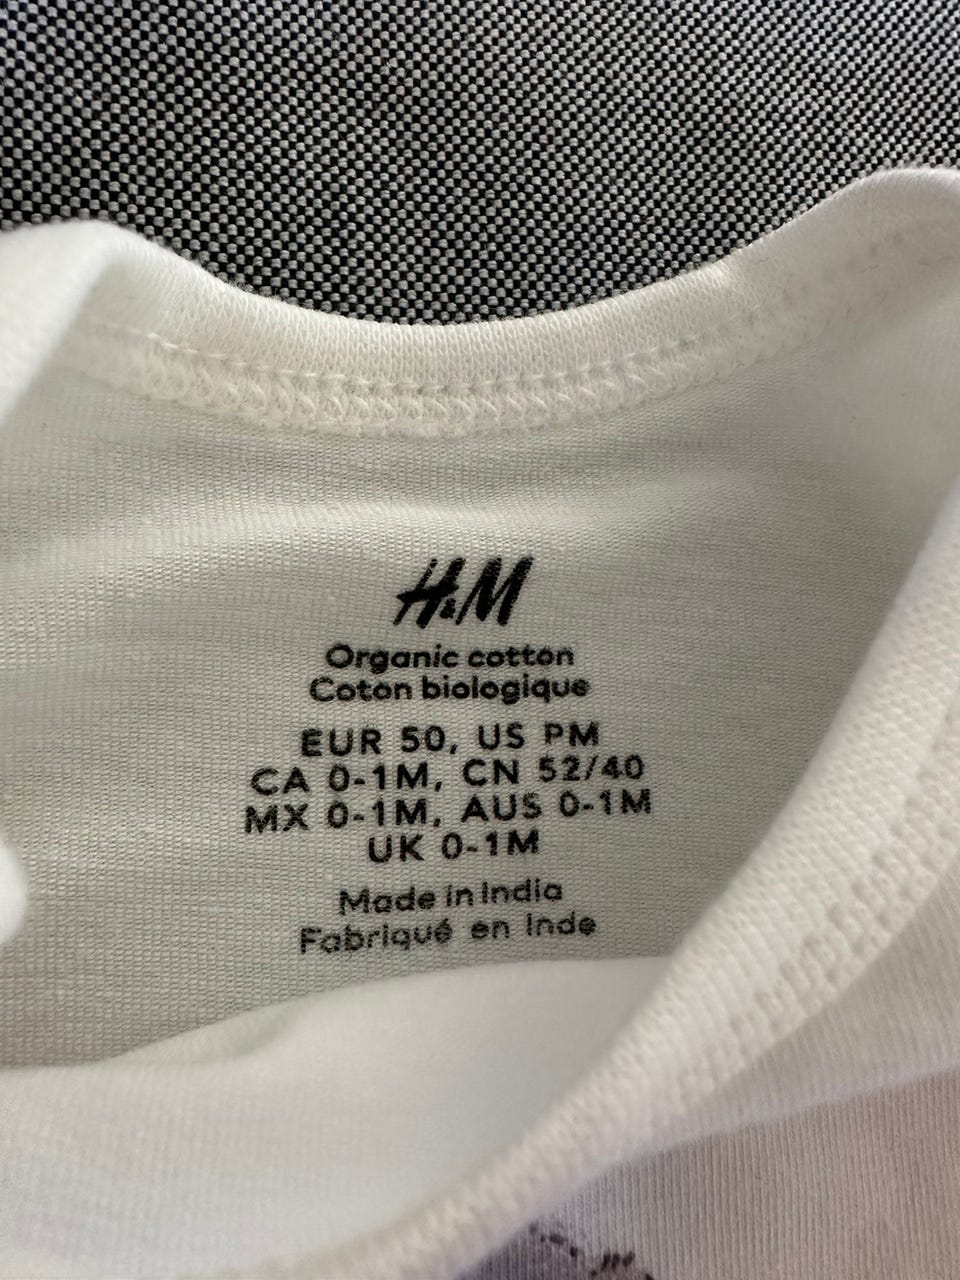 H&M
Organic cotton
Coton biologique
EUR 50, US PM
CA 0-1M, CN 52/40
MX 0-1M, AUS 0-1M
UK 0-1M
Made in India
Fabriqué en Inde